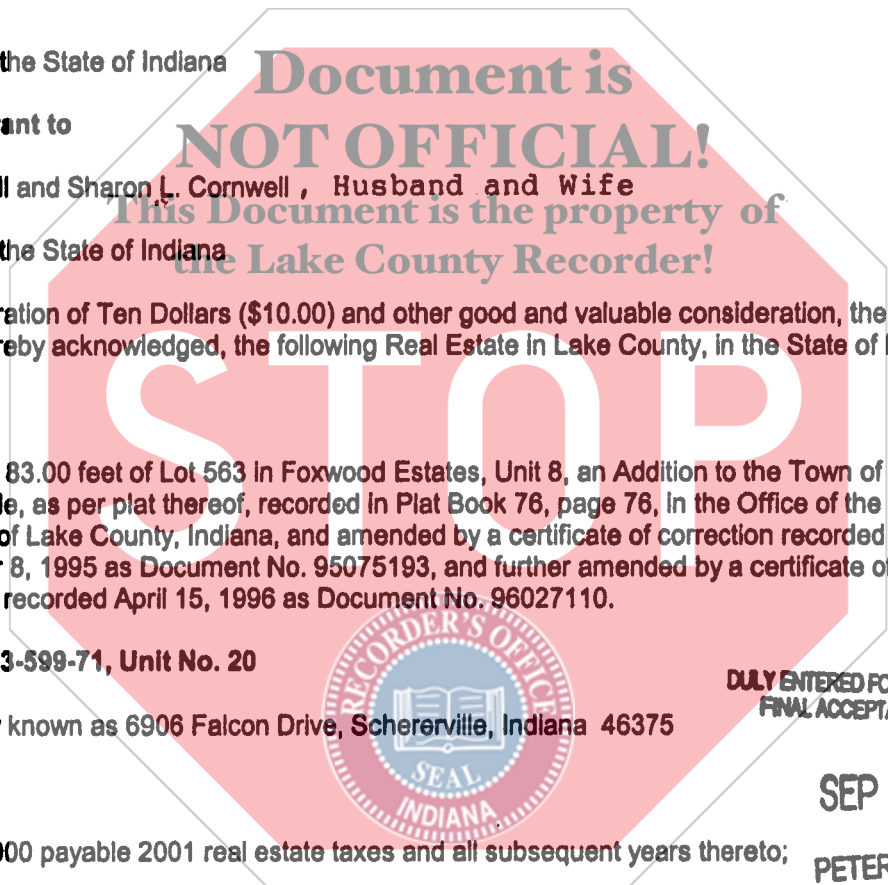 the State of Indiana
Document is
ant to
NOT OFFICIAL!
ll and Sharon L. Cornwell , Husband and Wife
This Document is the property of
the State of Indiana
the Lake County Recorder!
ration of Ten Dollars ($10.00) and other good and valuable consideration, the
reby acknowledged, the following Real Estate in Lake County, in the State of
STOP
83.00 feet of Lot 563 in Foxwood Estates, Unit 8, an Addition to the Town of
le, as per plat thereof, recorded in Plat Book 76, page 76, in the Office of the
of Lake County, Indiana, and amended by a certificate of correction recorded
8, 1995 as Document No. 95075193, and further amended by a certificate of
recorded April 15, 1996 as Document No. 96027110.
RECORDER'S OFFICE
3-599-71, Unit No. 20
DULY ENTERED FO
FINAL ACCEPTA
known as 6906 Falcon Drive, Schererville, Indiana 46375
SEAL
INDIANA
SEP
00 payable 2001 real estate taxes and all subsequent years thereto;
PETER